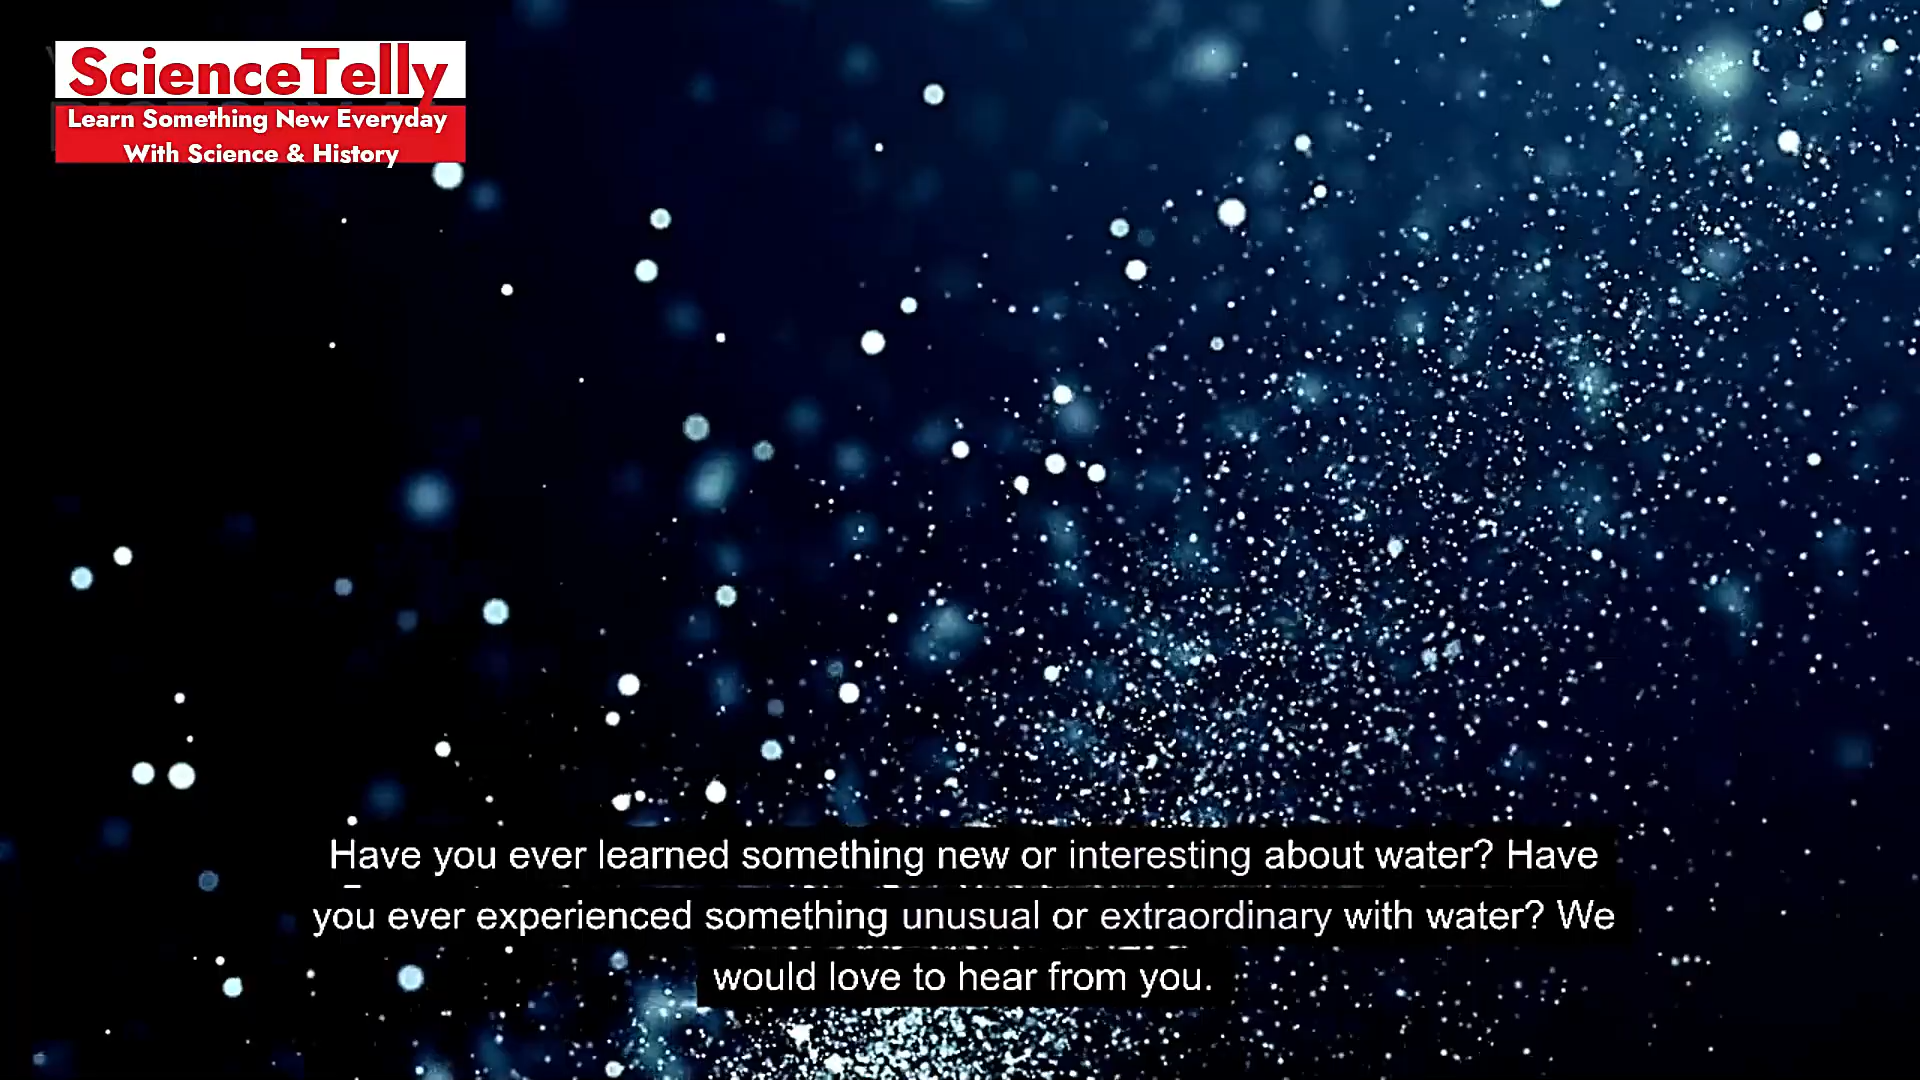 ScienceTelly
Learn Something New Everyday
With Science & History
Have you ever learned something new or interesting about water? Have
you ever experienced something unusual or extraordinary with water? We
would love to hear from you.